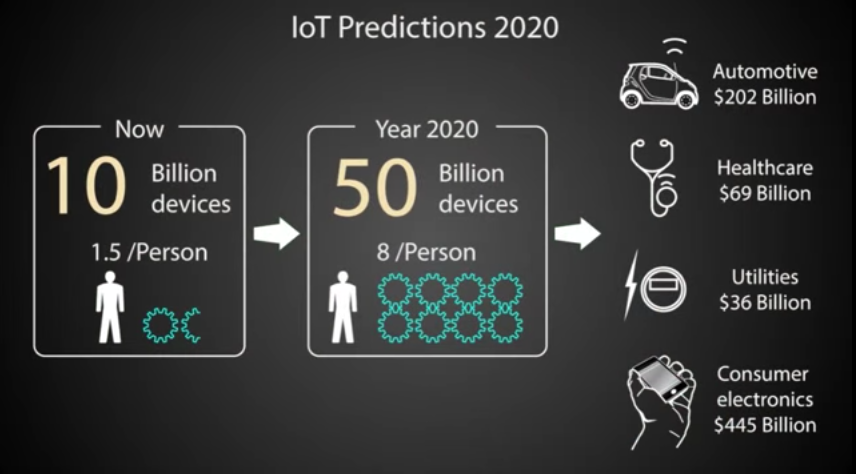 IoT Predictions 2020
Now
10 Billion
devices
1.5 /Person
Year 2020
50 Billion
devices
8 /Person
Automotive
$202 Billion
Healthcare
$69 Billion
Utilities
$36 Billion
Consumer
electronics
$445 Billion